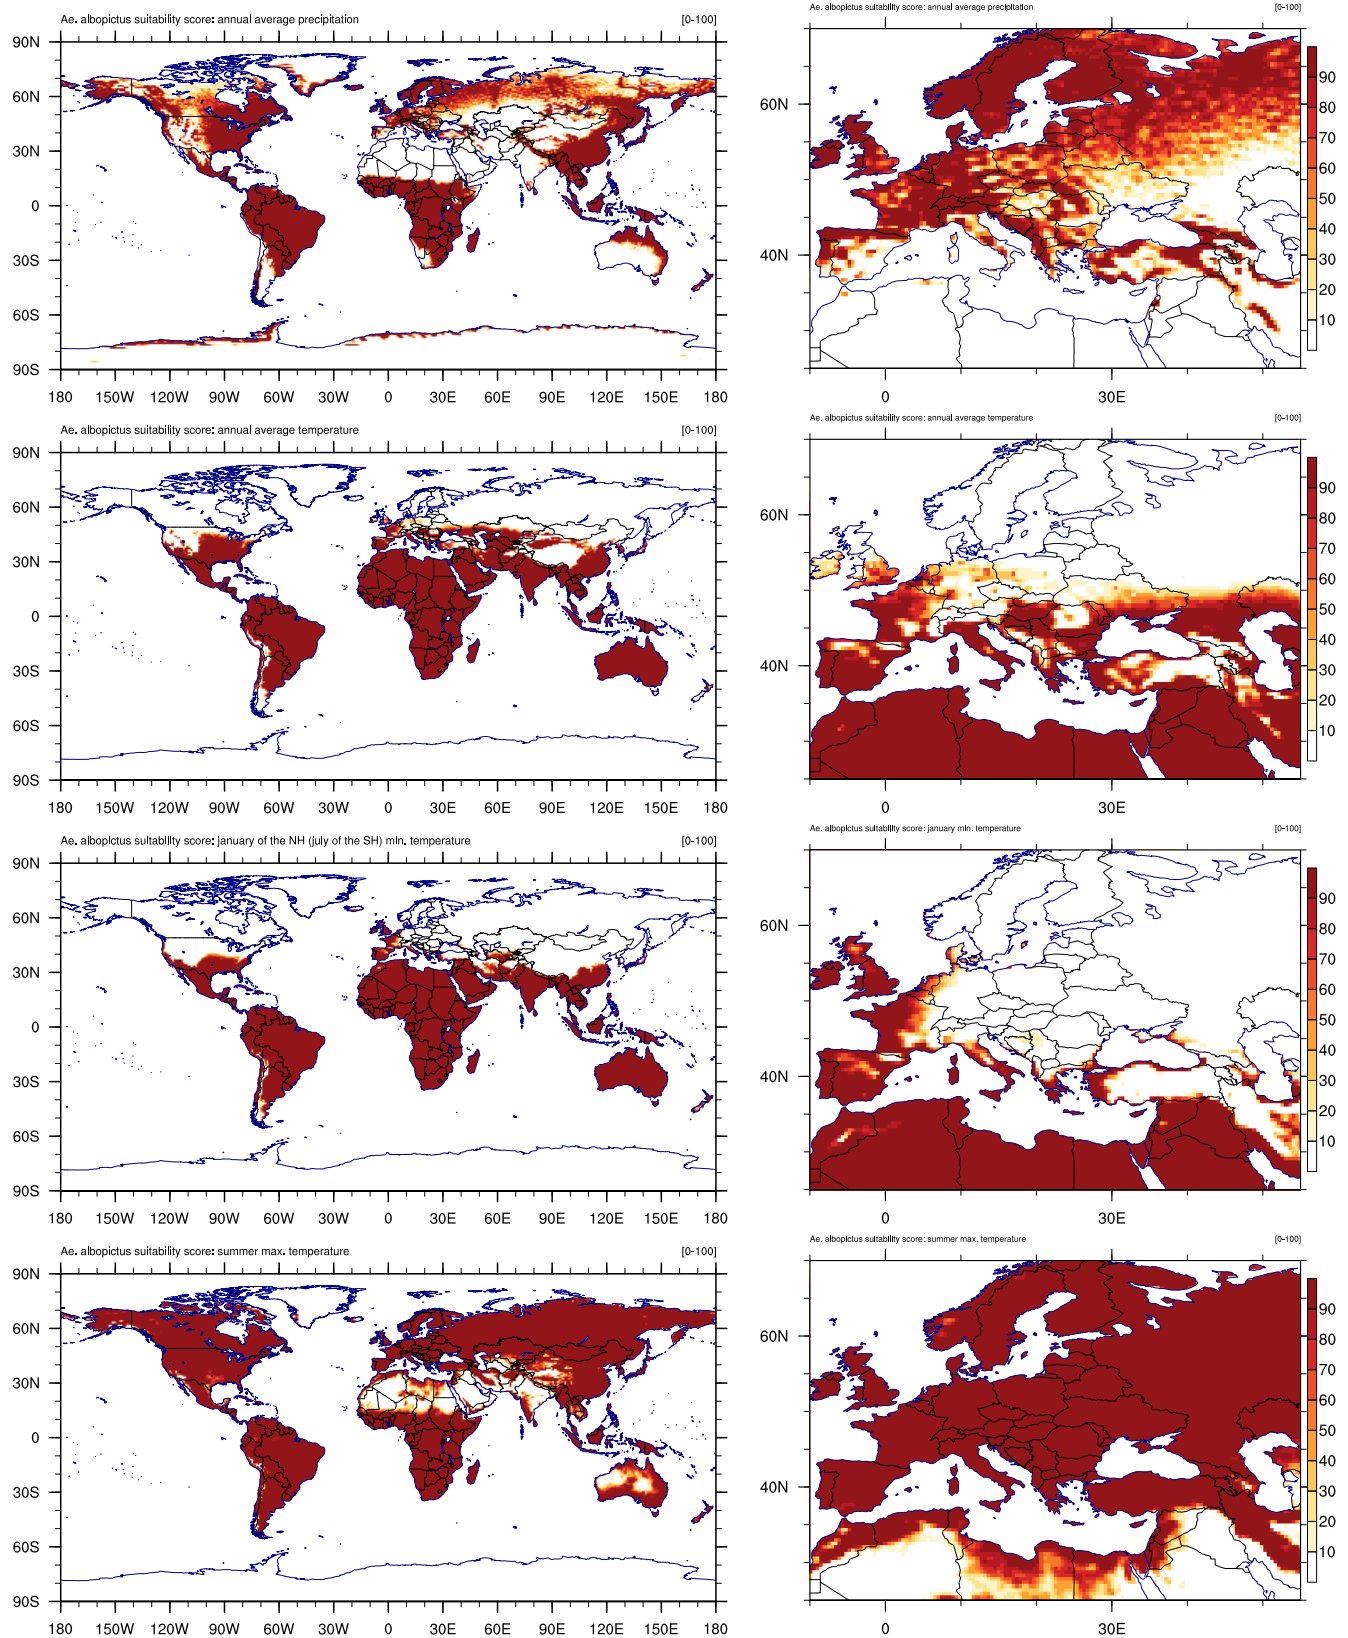 Ae. albopictus suitability score: annual average precipitation [0-100]
90N
60N
30N
0
30S
60S
90S
180 150W 120W 90W 60W 30W 0 30E 60E 90E 120E 150E 180
Ae. albopictus suitability score: annual average precipitation [0-100]
60N
40N
0 30E
90
80
70
60
50
40
30
20
10
Ae. albopictus suitability score: annual average temperature [0-100]
90N
60N
30N
0
30S
60S
90S
180 150W 120W 90W 60W 30W 0 30E 60E 90E 120E 150E 180
Ae. albopictus suitability score: annual average temperature [0-100]
60N
40N
0 30E
90
80
70
60
50
40
30
20
10
Ae. albopictus suitability score: january of the NH (july of the SH) min. temperature [0-100]
90N
60N
30N
0
30S
60S
90S
180 150W 120W 90W 60W 30W 0 30E 60E 90E 120E 150E 180
Ae. albopictus suitability score: january min. temperature [0-100]
60N
40N
0 30E
90
80
70
60
50
40
30
20
10
Ae. albopictus suitability score: summer max. temperature [0-100]
90N
60N
30N
0
30S
60S
90S
180 150W 120W 90W 60W 30W 0 30E 60E 90E 120E 150E 180
Ae. albopictus suitability score: summer max. temperature [0-100]
60N
40N
0 30E
90
80
70
60
50
40
30
20
10